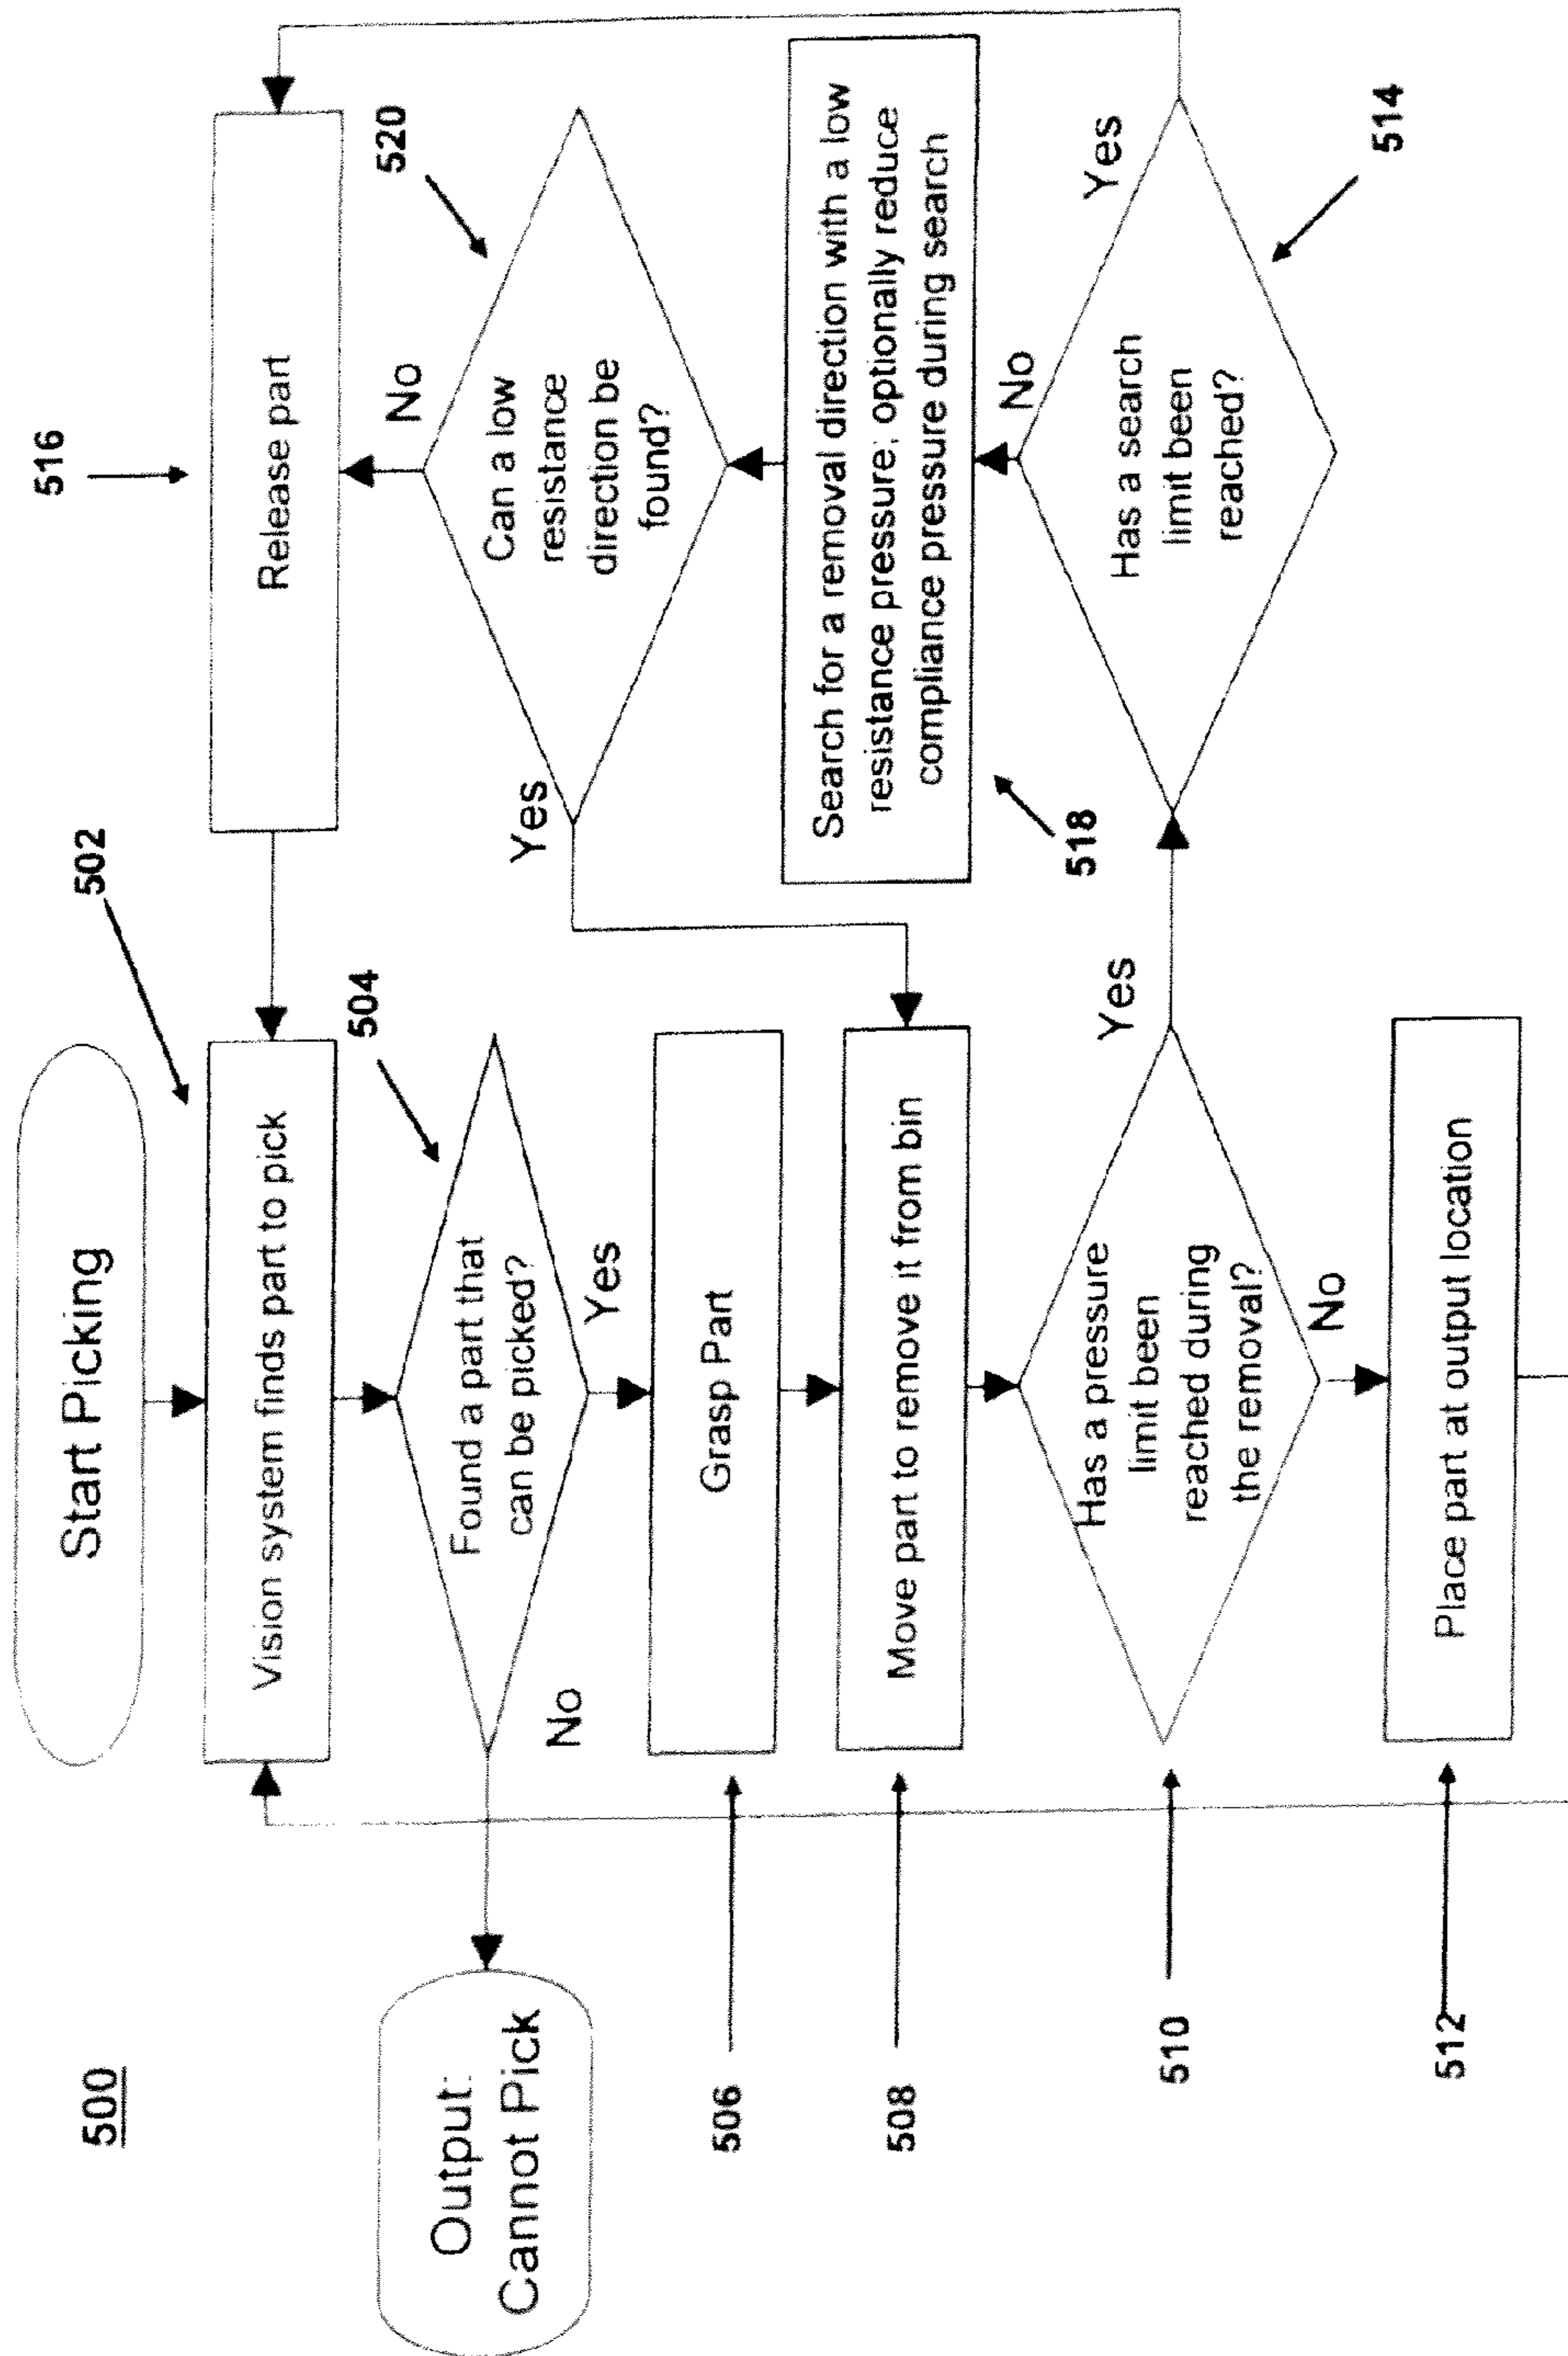 500
Start Picking
502
Vision system finds part to pick
504
Found a part that
can be picked?
No
Yes
Output:
Cannot Pick
506
Grasp Part
508
Move part to remove it from bin
510
Has a pressure
limit been
reached during
the removal?
Yes
No
512
Place part at output location
516
Release part
520
No
Can a low
resistance
direction be
found?
Yes
Search for a removal direction with a low
resistance pressure; optionally reduce
compliance pressure during search
518
No
Has a search
limit been
reached?
Yes
514